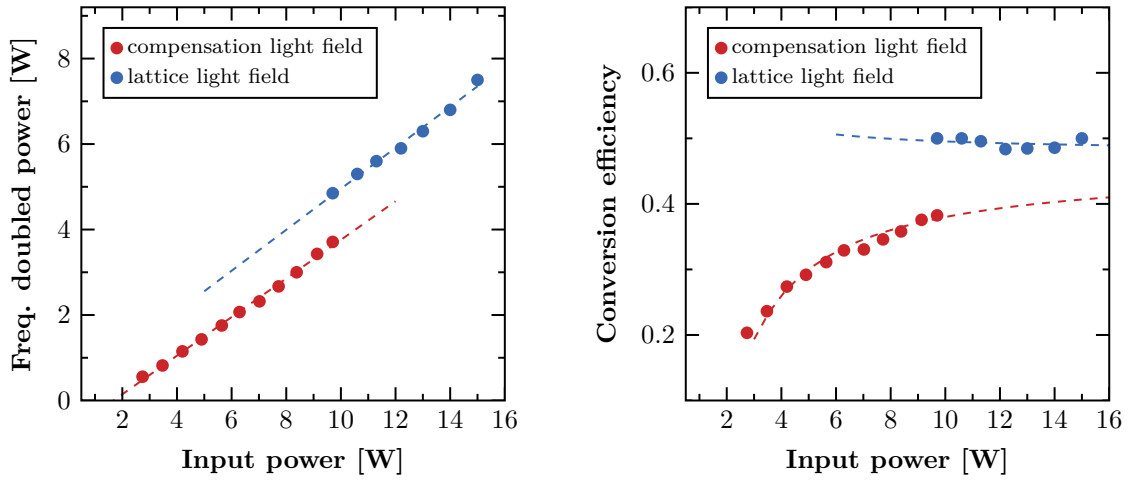 Freq. doubled power [W]
compensation light field
lattice light field
8
6
4
2
0
2 4 6 8 10 12 14 16
Input power [W]
Conversion efficiency
compensation light field
lattice light field
0.6
0.4
0.2
2 4 6 8 10 12 14 16
Input power [W]